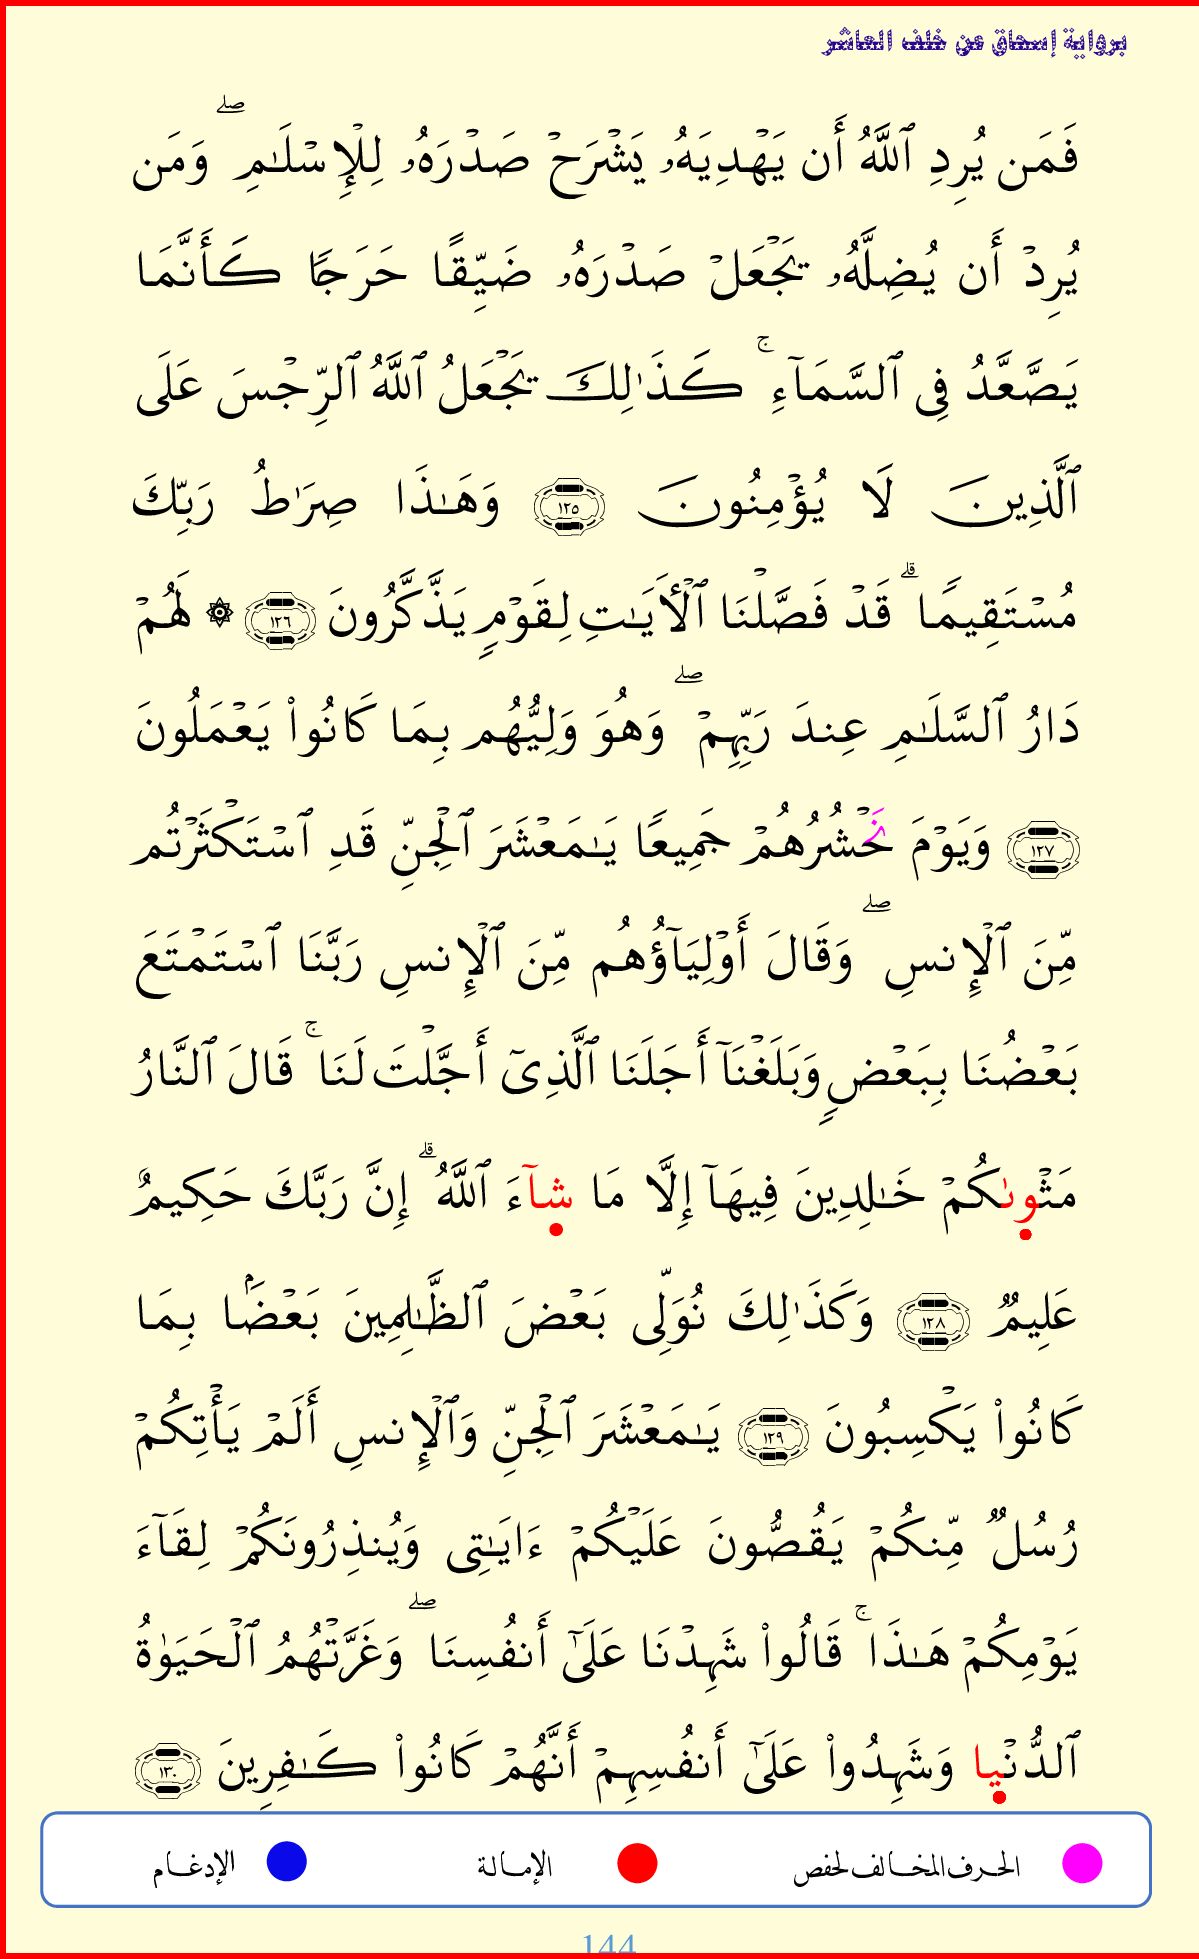 برواية إسحاق عن خلف العاشر
فَمَن يُرِدِ ٱللَّهُ أَن يَهْدِيَهُۥ يَشْرَحْ صَدْرَهُۥ لِلْإِسْلَٰمِ ۖ وَمَن
يُرِدْ أَن يُضِلَّهُۥ يَجْعَلْ صَدْرَهُۥ ضَيِّقًا حَرَجًا كَأَنَّمَا
يَصَّعَّدُ فِى ٱلسَّمَآءِ ۚ كَذَٰلِكَ يَجْعَلُ ٱللَّهُ ٱلرِّجْسَ عَلَى
ٱلَّذِينَ لَا يُؤْمِنُونَ ١٢٥ وَهَٰذَا صِرَٰطُ رَبِّكَ
مُسْتَقِيمًا ۗ قَدْ فَصَّلْنَا ٱلْأَيَٰتِ لِقَوْمٍ يَذَّكَّرُونَ ١٢٦ ۞ لَهُمْ
دَارُ ٱلسَّلَٰمِ عِندَ رَبِّهِمْ ۖ وَهُوَ وَلِيُّهُم بِمَا كَانُوا۟ يَعْمَلُونَ
١٢٧ وَيَوْمَ نَحْشُرُهُمْ جَمِيعًا يَٰمَعْشَرَ ٱلْجِنِّ قَدِ ٱسْتَكْثَرْتُم
مِّنَ ٱلْإِنسِ ۖ وَقَالَ أَوْلِيَآؤُهُم مِّنَ ٱلْإِنسِ رَبَّنَا ٱسْتَمْتَعَ
بَعْضُنَا بِبَعْضٍ وَبَلَغْنَآ أَجَلَنَا ٱلَّذِىٓ أَجَّلْتَ لَنَا ۚ قَالَ ٱلنَّارُ
مَثْوىٰكُمْ خَٰلِدِينَ فِيهَآ إِلَّا مَا شآءَ ٱللَّهُ ۗ إِنَّ رَبَّكَ حَكِيمٌ
عَلِيمٌ ١٢٨ وَكَذَٰلِكَ نُوَلِّى بَعْضَ ٱلظَّٰلِمِينَ بَعْضَۢا بِمَا
كَانُوا۟ يَكْسِبُونَ ١٢٩ يَٰمَعْشَرَ ٱلْجِنِّ وَٱلْإِنسِ أَلَمْ يَأْتِكُمْ
رُسُلٌ مِّنكُمْ يَقُصُّونَ عَلَيْكُمْ ءَايَٰتِى وَيُنذِرُونَكُمْ لِقَآءَ
يَوْمِكُمْ هَٰذَا ۚ قَالُوا۟ شَهِدْنَا عَلَىٰٓ أَنفُسِنَا ۖ وَغَرَّتْهُمُ ٱلْحَيَوٰةُ
ٱلدُّنْيا وَشَهِدُوا۟ عَلَىٰٓ أَنفُسِهِمْ أَنَّهُمْ كَانُوا۟ كَٰفِرِينَ ١٣٠
الحرف المخالف لحفص الإمالة الإدغام
144